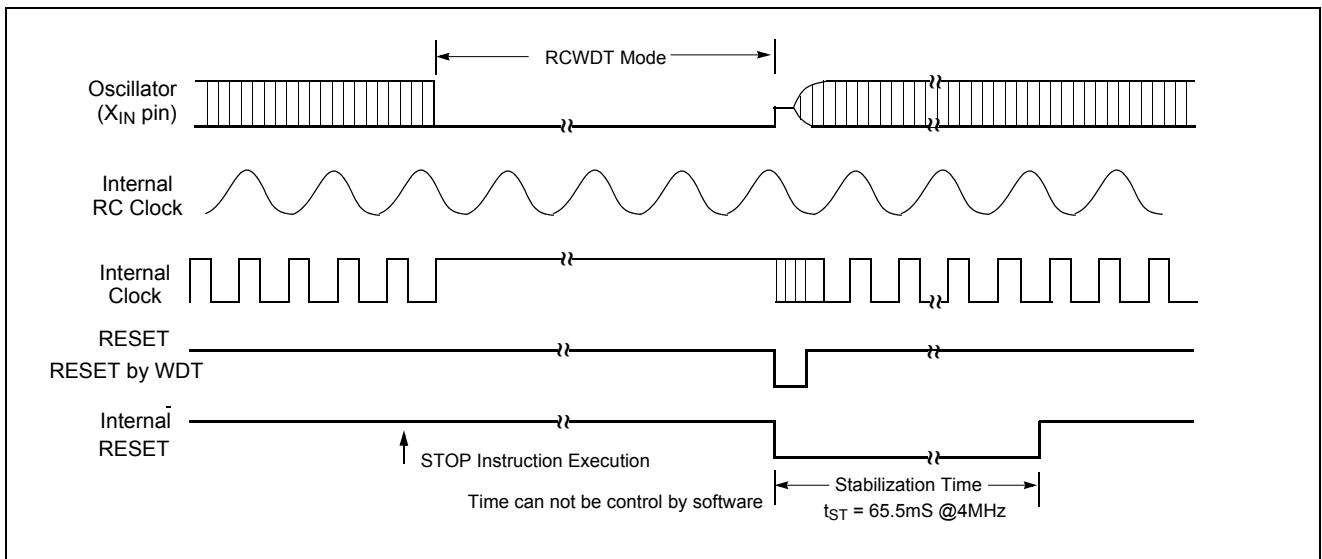 RCWDT Mode
Oscillator
(XIN pin)
Internal
RC Clock
Internal
Clock
RESET
RESET by WDT
Internal
RESET
STOP Instruction Execution
Time can not be control by software
Stabilization Time
tST = 65.5mS @4MHz